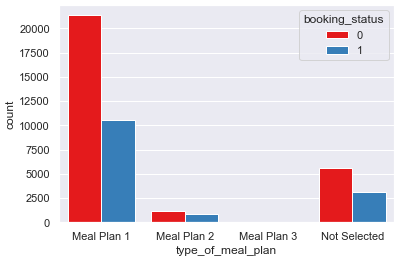 booking_status
0
1
20000
17500
15000
12500
10000
7500
5000
2500
0
count
Meal Plan 1 Meal Plan 2 Meal Plan 3 Not Selected
type_of_meal_plan